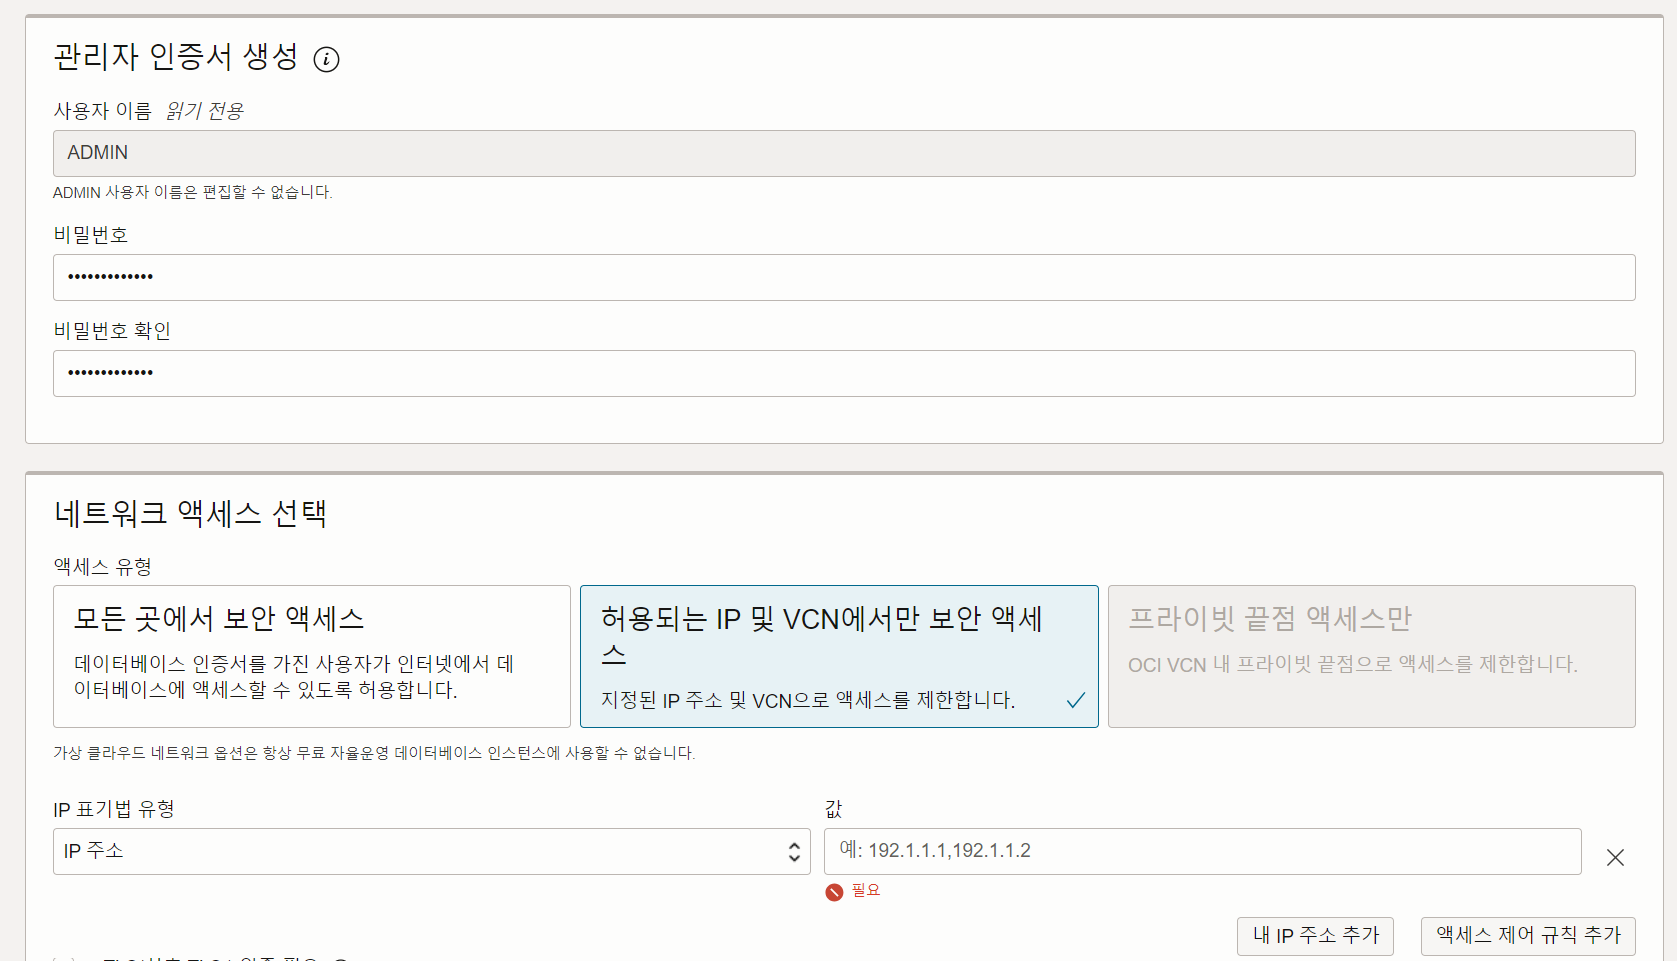 관리자 인증서 생성
사용자 이름 읽기 전용
ADMIN
ADMIN 사용자 이름은 편집할 수 없습니다.
비밀번호
•••••••••••••
비밀번호 확인
•••••••••••••
네트워크 액세스 선택
액세스 유형
모든 곳에서 보안 액세스
데이터베이스 인증서를 가진 사용자가 인터넷에서 데
이터베이스에 액세스할 수 있도록 허용합니다.
허용되는 IP 및 VCN에서만 보안 액세
스
지정된 IP 주소 및 VCN으로 액세스를 제한합니다.
프라이빗 끝점 액세스만
OCI VCN 내 프라이빗 끝점으로 액세스를 제한합니다.
가상 클라우드 네트워크 옵션은 항상 무료 자율운영 데이터베이스 인스턴스에 사용할 수 없습니다.
IP 표기법 유형
IP 주소
값
예: 192.1.1.1,192.1.1.2
필요
내 IP 주소 추가
액세스 제어 규칙 추가